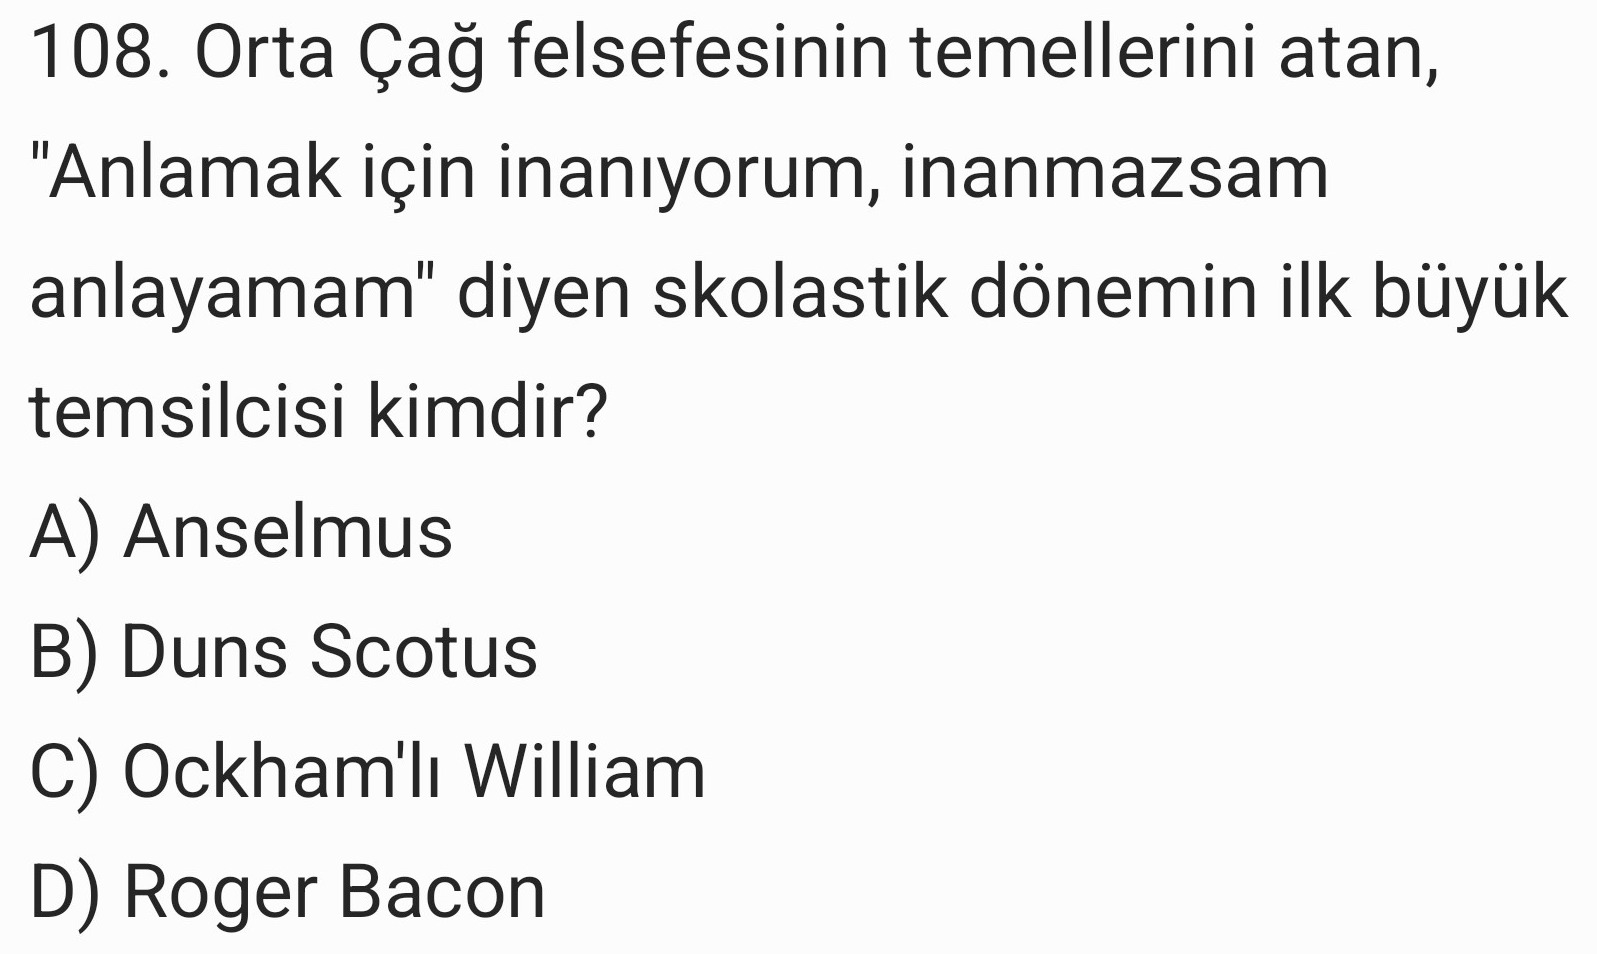 108. Orta Çağ felsefesinin temellerini atan,
"Anlamak için inanıyorum, inanmazsam
anlayamam" diyen skolastik dönemin ilk büyük
temsilcisi kimdir?
A) Anselmus
B) Duns Scotus
C) Ockham'lı William
D) Roger Bacon